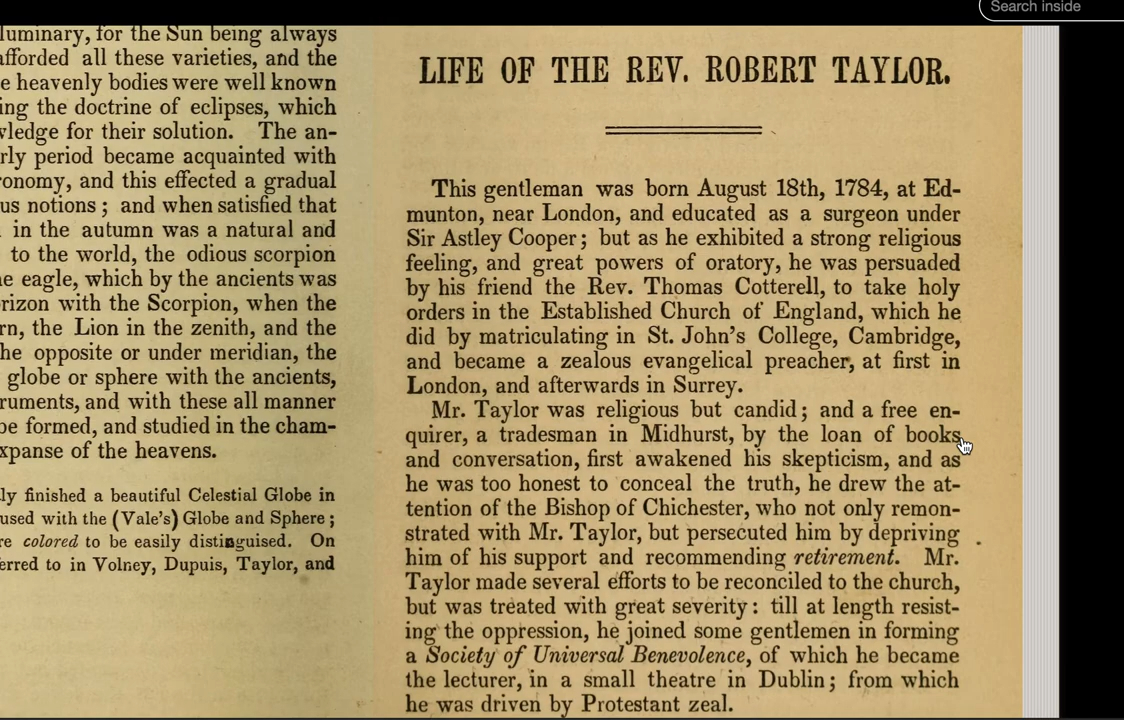 Search inside
luminary, for the Sun being always
afforded all these varieties, and the
e heavenly bodies were well known
ing the doctrine of eclipses, which
wledge for their solution. The an-
rly period became acquainted with
ronomy, and this effected a gradual
us notions; and when satisfied that
in the autumn was a natural and
to the world, the odious scorpion
he eagle, which by the ancients was
rizon with the Scorpion, when the
rn, the Lion in the zenith, and the
he opposite or under meridian, the
globe or sphere with the ancients,
ruments, and with these all manner
be formed, and studied in the cham-
xpanse of the heavens.
ly finished a beautiful Celestial Globe in
used with the (Vale's) Globe and Sphere;
re colored to be easily distinguised. On
erred to in Volney, Dupuis, Taylor, and
LIFE OF THE REV. ROBERT TAYLOR.
This gentleman was born August 18th, 1784, at Ed-
munton, near London, and educated as a surgeon under
Sir Astley Cooper; but as he exhibited a strong religious
feeling, and great powers of oratory, he was persuaded
by his friend the Rev. Thomas Cotterell, to take holy
orders in the Established Church of England, which he
did by matriculating in St. John's College, Cambridge,
and became a zealous evangelical preacher, at first in
London, and afterwards in Surrey.
Mr. Taylor was religious but candid; and a free en-
quirer, a tradesman in Midhurst, by the loan of books
and conversation, first awakened his skepticism, and as
he was too honest to conceal the truth, he drew the at-
tention of the Bishop of Chichester, who not only remon-
strated with Mr. Taylor, but persecuted him by depriving
him of his support and recommending retirement. Mr.
Taylor made several efforts to be reconciled to the church,
but was treated with great severity: till at length resist-
ing the oppression, he joined some gentlemen in forming
a Society of Universal Benevolence, of which he became
the lecturer, in a small theatre in Dublin; from which
he was driven by Protestant zeal.